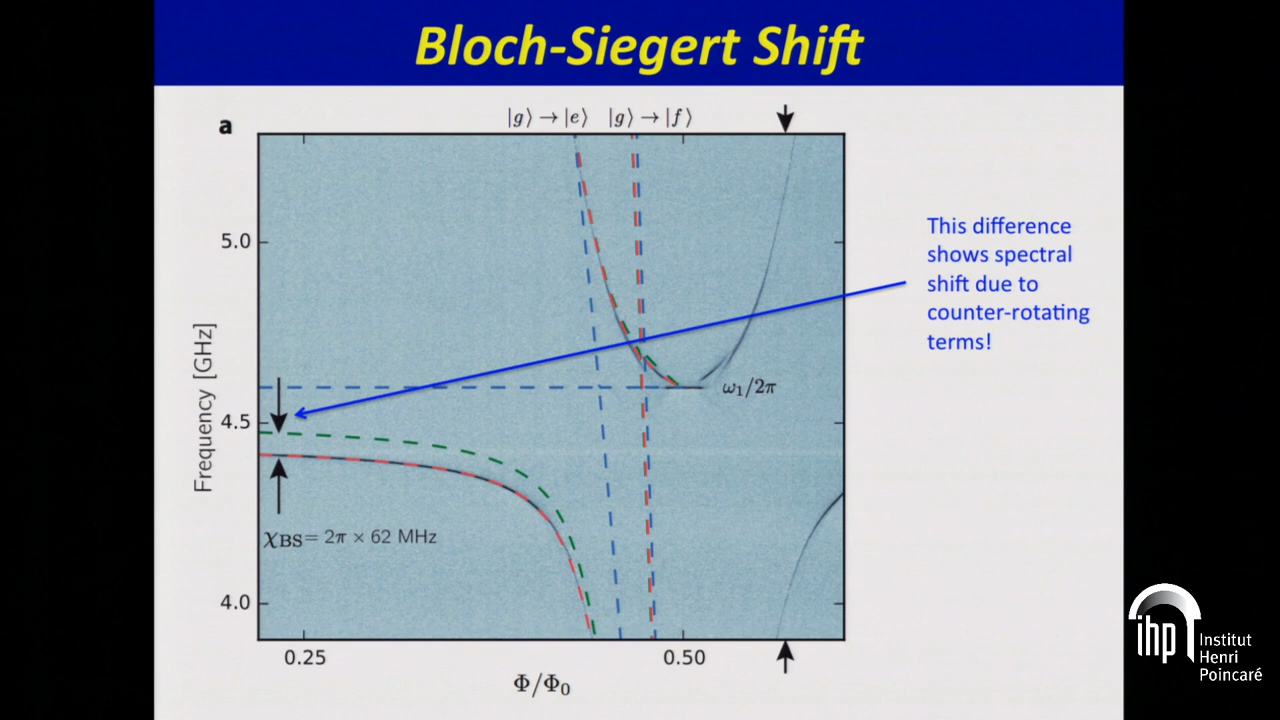 Bloch-Siegert Shift
a
|g⟩ → |e⟩ |g⟩ → |f⟩
5.0
4.5
4.0
Frequency [GHz]
ω₁/2π
χBS = 2π × 62 MHz
0.25
0.50
Φ/Φ₀
This difference
shows spectral
shift due to
counter-rotating
terms!
ihp
Institut
Henri
Poincaré